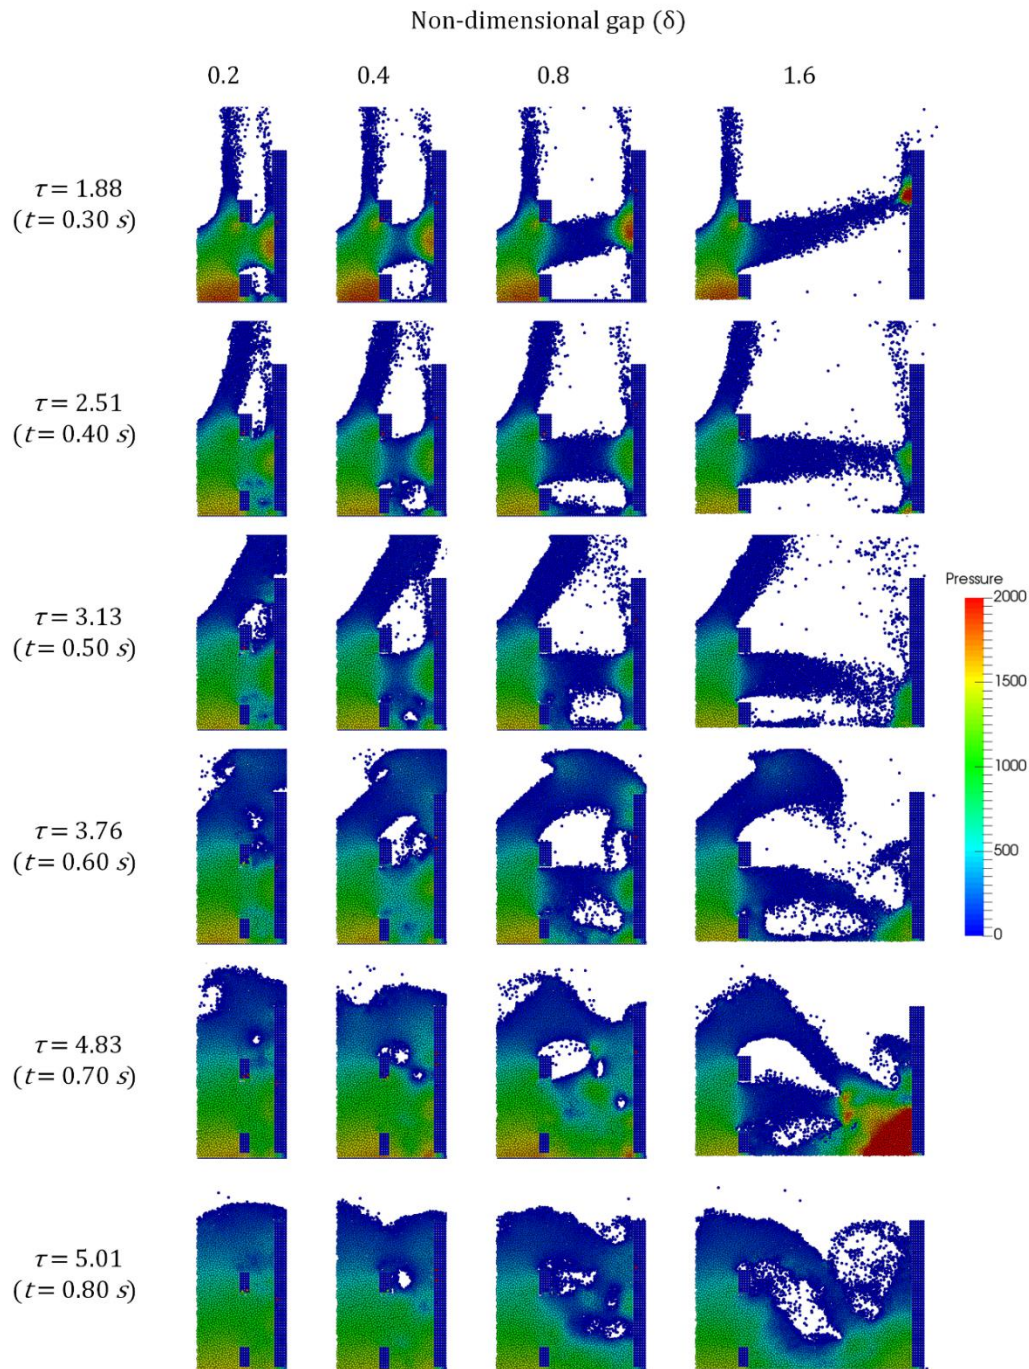 Non-dimensional gap (δ)
0.2 0.4 0.8 1.6
τ = 1.88
(t = 0.30 s)
τ = 2.51
(t = 0.40 s)
τ = 3.13
(t = 0.50 s)
Pressure
2000
1500
1000
500
0
τ = 3.76
(t = 0.60 s)
τ = 4.83
(t = 0.70 s)
τ = 5.01
(t = 0.80 s)